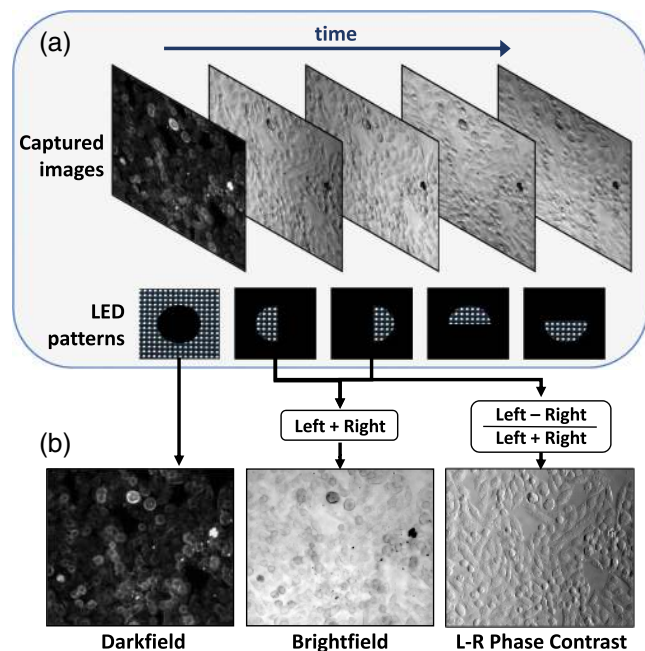 (a)
time
Captured
images
LED
patterns
Left + Right
Left – Right
Left + Right
(b)
Darkfield
Brightfield
L-R Phase Contrast